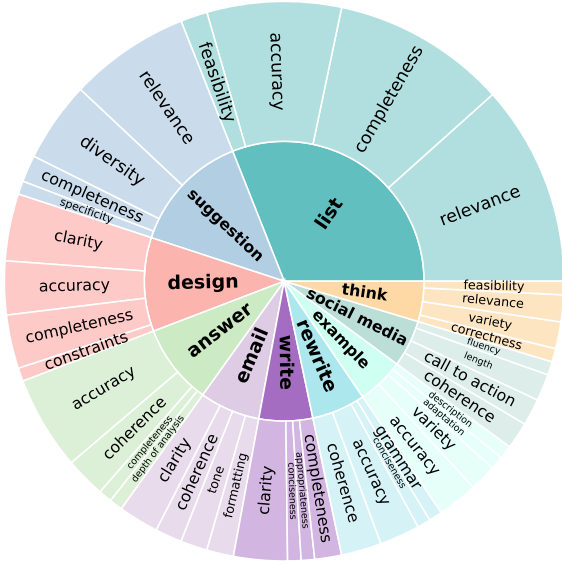 list
relevance
completeness
accuracy
feasibility
suggestion
relevance
diversity
completeness
specificity
design
clarity
accuracy
completeness
constraints
answer
accuracy
coherence
completeness
depth of analysis
email
clarity
coherence
tone
formatting
write
clarity
conciseness
appropriateness
completeness
rewrite
coherence
accuracy
conciseness
grammar
example
accuracy
variety
adaptation
description
social media
coherence
call to action
length
fluency
think
correctness
variety
relevance
feasibility